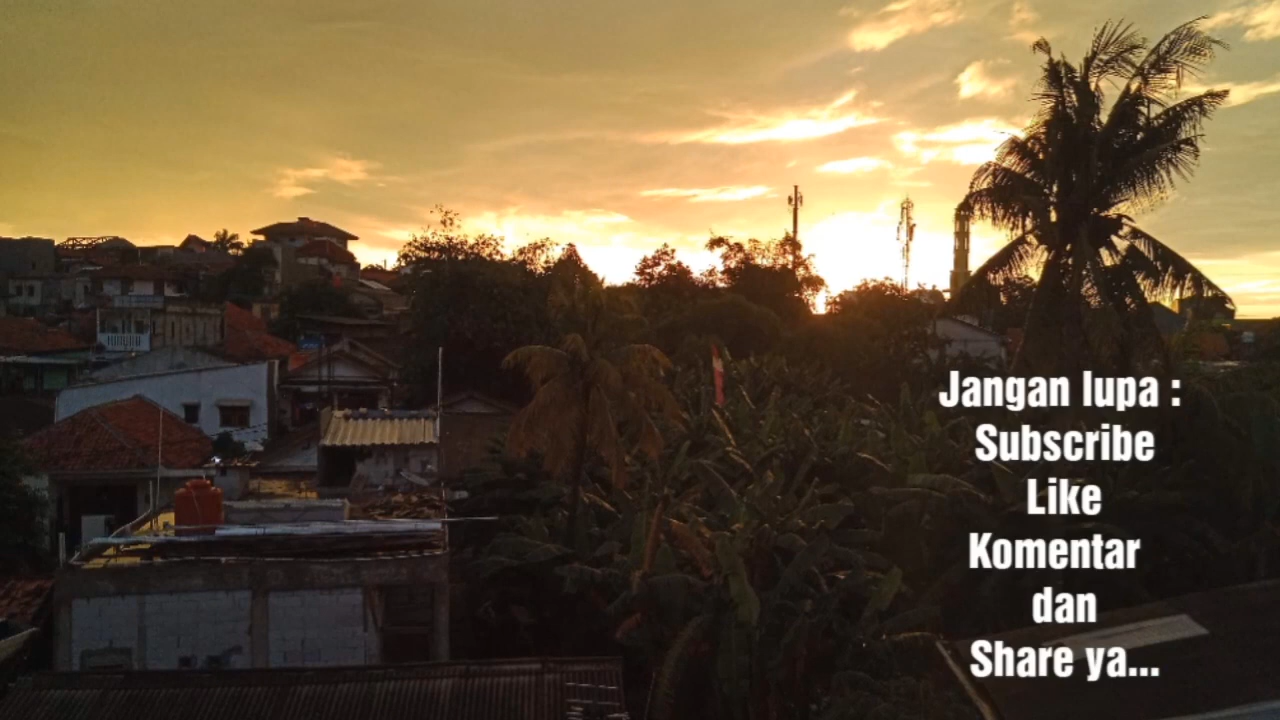 Jangan lupa :
Subscribe
Like
Komentar
dan
Share ya...